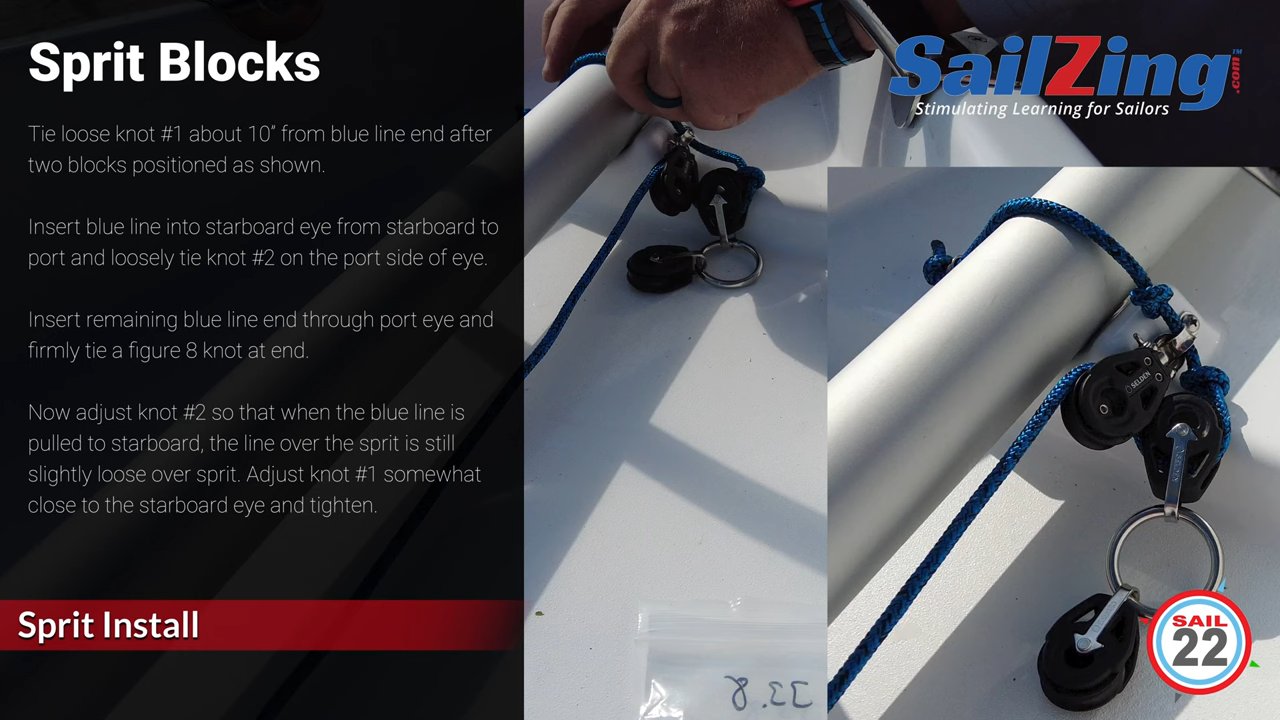 Sprit Blocks
Tie loose knot #1 about 10” from blue line end after
two blocks positioned as shown.
Insert blue line into starboard eye from starboard to
port and loosely tie knot #2 on the port side of eye.
Insert remaining blue line end through port eye and
firmly tie a figure 8 knot at end.
Now adjust knot #2 so that when the blue line is
pulled to starboard, the line over the sprit is still
slightly loose over sprit. Adjust knot #1 somewhat
close to the starboard eye and tighten.
Sprit Install
SailZing.com™
Stimulating Learning for Sailors
SELDEN
SAIL
22